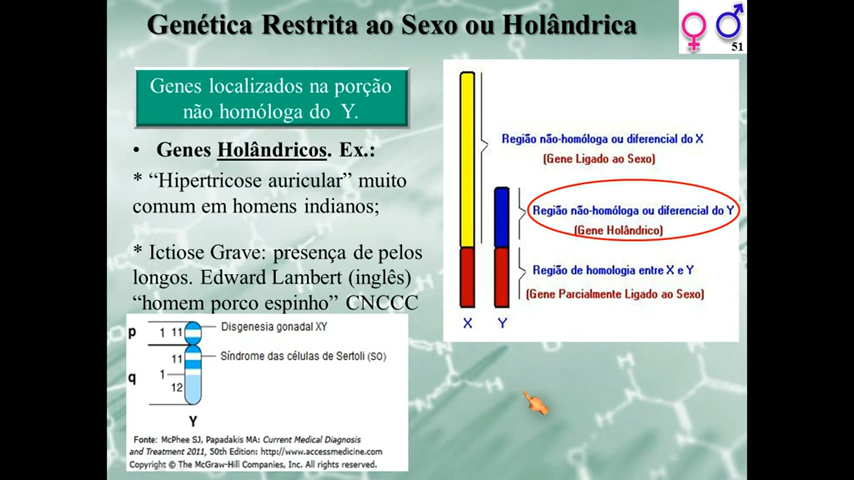 Genética Restrita ao Sexo ou Holândrica
51
Genes localizados na porção
não homóloga do Y.
• Genes Holândricos. Ex.:
* “Hipertricose auricular” muito
comum em homens indianos;
* Ictiose Grave: presença de pelos
longos. Edward Lambert (inglês)
“homem porco espinho” CNCCC
Região não-homóloga ou diferencial do X
(Gene Ligado ao Sexo)
Região não-homóloga ou diferencial do Y
(Gene Holândrico)
Região de homologia entre X e Y
(Gene Parcialmente Ligado ao Sexo)
X Y
p 1 11 Disgenesia gonadal XY
11 Síndrome das células de Sertoli (SO)
q 1
12
Y
Fonte: McPhee SJ, Papadakis MA: Current Medical Diagnosis
and Treatment 2011, 50th Edition: http://www.accessmedicine.com
Copyright © The McGraw-Hill Companies, Inc. All rights reserved.